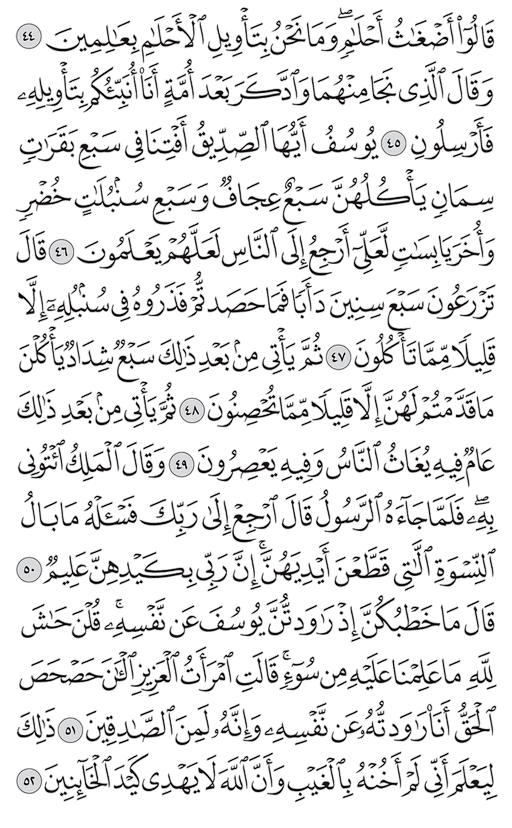 قَالُوٓاْ أَضۡغَٰثُ أَحۡلَٰمٖۖ وَمَا نَحۡنُ بِتَأۡوِيلِ ٱلۡأَحۡلَٰمِ بِعَٰلِمِينَ ٤٤
وَقَالَ ٱلَّذِي نَجَا مِنۡهُمَا وَٱدَّكَرَ بَعۡدَ أُمَّةٍ أَنَا۠ أُنَبِّئُكُم بِتَأۡوِيلِهِۦ
فَأَرۡسِلُونِ ٤٥ يُوسُفُ أَيُّهَا ٱلصِّدِّيقُ أَفۡتِنَا فِي سَبۡعِ بَقَرَٰتٖ
سِمَانٖ يَأۡكُلُهُنَّ سَبۡعٌ عِجَافٞ وَسَبۡعِ سُنۢبُلَٰتٍ خُضۡرٖ
وَأُخَرَ يَابِسَٰتٖ لَّعَلِّيٓ أَرۡجِعُ إِلَى ٱلنَّاسِ لَعَلَّهُمۡ يَعۡلَمُونَ ٤٦ قَالَ
تَزۡرَعُونَ سَبۡعَ سِنِينَ دَأَبٗا فَمَا حَصَدتُّمۡ فَذَرُوهُ فِي سُنۢبُلِهِۦٓ إِلَّا
قَلِيلٗا مِّمَّا تَأۡكُلُونَ ٤٧ ثُمَّ يَأۡتِي مِنۢ بَعۡدِ ذَٰلِكَ سَبۡعٞ شِدَادٞ يَأۡكُلۡنَ
مَا قَدَّمۡتُمۡ لَهُنَّ إِلَّا قَلِيلٗا مِّمَّا تُحۡصِنُونَ ٤٨ ثُمَّ يَأۡتِي مِنۢ بَعۡدِ ذَٰلِكَ
عَامٞ فِيهِ يُغَاثُ ٱلنَّاسُ وَفِيهِ يَعۡصِرُونَ ٤٩ وَقَالَ ٱلۡمَلِكُ ٱئۡتُونِي
بِهِۦۖ فَلَمَّا جَآءَهُ ٱلرَّسُولُ قَالَ ٱرۡجِعۡ إِلَىٰ رَبِّكَ فَسۡـَٔلۡهُ مَا بَالُ
ٱلنِّسۡوَةِ ٱلَّٰتِي قَطَّعۡنَ أَيۡدِيَهُنَّۚ إِنَّ رَبِّي بِكَيۡدِهِنَّ عَلِيمٞ ٥٠
قَالَ مَا خَطۡبُكُنَّ إِذۡ رَٰوَدتُّنَّ يُوسُفَ عَن نَّفۡسِهِۦۚ قُلۡنَ حَٰشَ
لِلَّهِ مَا عَلِمۡنَا عَلَيۡهِ مِن سُوٓءٖۚ قَالَتِ ٱمۡرَأَتُ ٱلۡعَزِيزِ ٱلۡـَٰٔنَ حَصۡحَصَ
ٱلۡحَقُّ أَنَا۠ رَٰوَدتُّهُۥ عَن نَّفۡسِهِۦ وَإِنَّهُۥ لَمِنَ ٱلصَّٰدِقِينَ ٥١ ذَٰلِكَ
لِيَعۡلَمَ أَنِّي لَمۡ أَخُنۡهُ بِٱلۡغَيۡبِ وَأَنَّ ٱللَّهَ لَا يَهۡدِي كَيۡدَ ٱلۡخَآئِنِينَ ٥٢